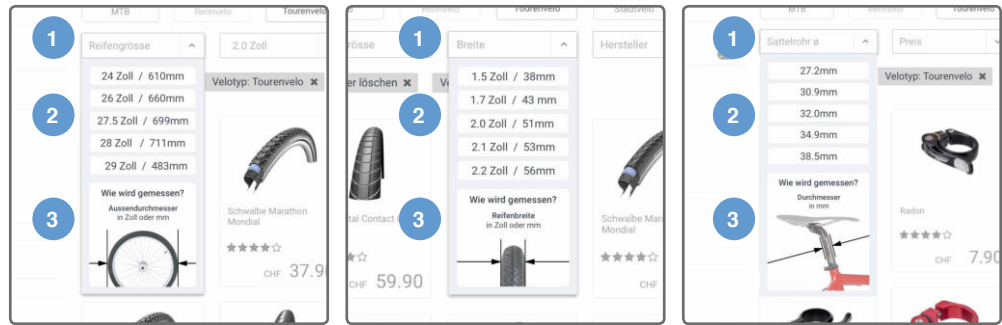 MTB
Rennvelo
Tourenvelo
1
Reifengrösse
2.0 Zoll
24 Zoll / 610mm
26 Zoll / 660mm
2
27.5 Zoll / 699mm
28 Zoll / 711mm
29 Zoll / 483mm
Velotyp: Tourenvelo ✖
Wie wird gemessen?
3
Aussendurchmesser
in Zoll oder mm
Schwalbe Marathon
Mondial
CHF 37.90
Tourenvelo
Stadtvelo
rösse
1
Breite
Hersteller
er löschen ✖
Ve
1.5 Zoll / 38mm
1.7 Zoll / 43 mm
2
2.0 Zoll / 51mm
2.1 Zoll / 53mm
2.2 Zoll / 56mm
Wie wird gemessen?
3
Reifenbreite
in Zoll oder mm
tal Contact
CHF 59.90
Schwalbe Mara
Mondial
CHF
MTB
Rennvelo
Tourenvelo
1
Sattelrohr ø
Preis
27.2mm
30.9mm
2
32.0mm
34.9mm
38.5mm
Velotyp: Tourenvelo ✖
Wie wird gemessen?
3
Durchmesser
in mm
Radon
CHF 7.90